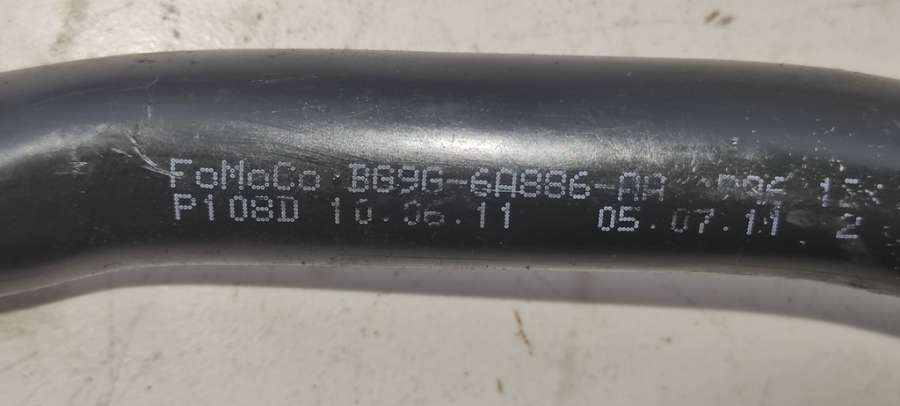 FoMoCo BG9G-6A886-AA
P108D 10.06.11 05.07.11 2